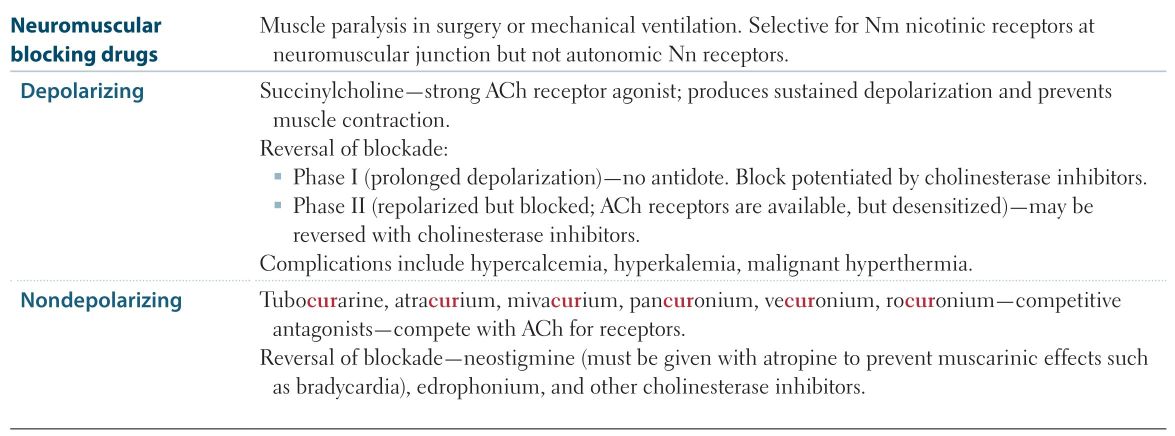 Neuromuscular
blocking drugs
Muscle paralysis in surgery or mechanical ventilation. Selective for Nm nicotinic receptors at
neuromuscular junction but not autonomic Nn receptors.
Depolarizing
Succinylcholine—strong ACh receptor agonist; produces sustained depolarization and prevents
muscle contraction.
Reversal of blockade:
▪ Phase I (prolonged depolarization)—no antidote. Block potentiated by cholinesterase inhibitors.
▪ Phase II (repolarized but blocked; ACh receptors are available, but desensitized)—may be
reversed with cholinesterase inhibitors.
Complications include hypercalcemia, hyperkalemia, malignant hyperthermia.
Nondepolarizing
Tubocurarine, atracurium, mivacurium, pancuronium, vecuronium, rocuronium—competitive
antagonists—compete with ACh for receptors.
Reversal of blockade—neostigmine (must be given with atropine to prevent muscarinic effects such
as bradycardia), edrophonium, and other cholinesterase inhibitors.